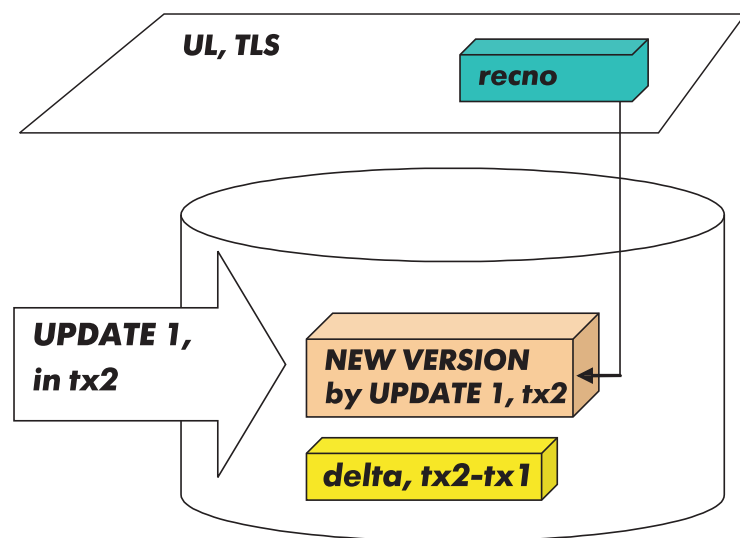 UL, TLS
recno
UPDATE 1,
in tx2
NEW VERSION
by UPDATE 1, tx2
delta, tx2-tx1